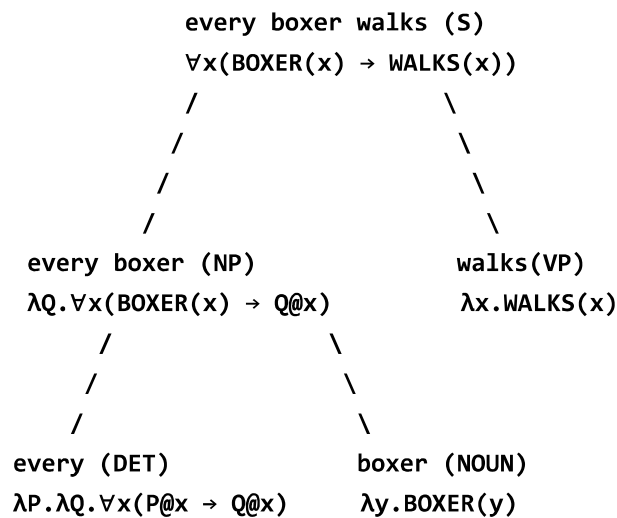 every boxer walks (S)
∀x(BOXER(x) → WALKS(x))
/ \
/ \
/ \
/ \
every boxer (NP) walks(VP)
λQ.∀x(BOXER(x) → Q@x) λx.WALKS(x)
/ \
/ \
/ \
every (DET) boxer (NOUN)
λP.λQ.∀x(P@x → Q@x) λy.BOXER(y)